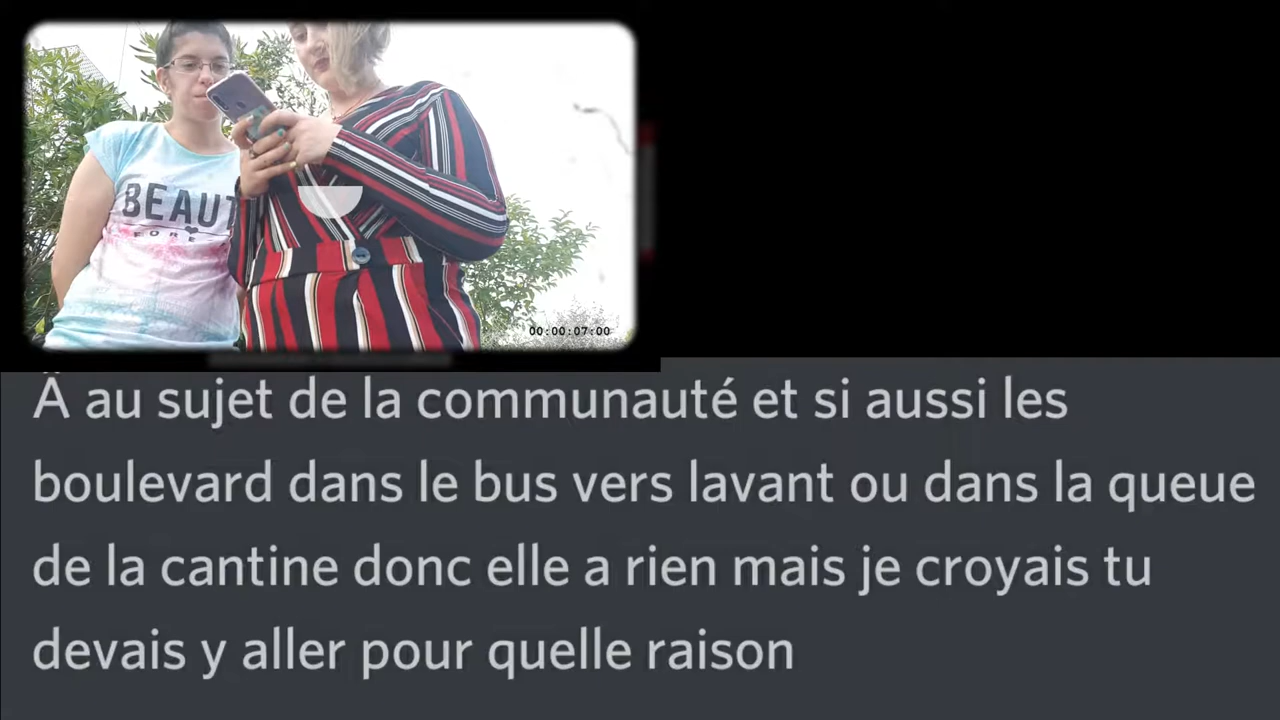 BEAUT
FORE
00:00:07:00
À au sujet de la communauté et si aussi les
boulevard dans le bus vers lavant ou dans la queue
de la cantine donc elle a rien mais je croyais tu
devais y aller pour quelle raison